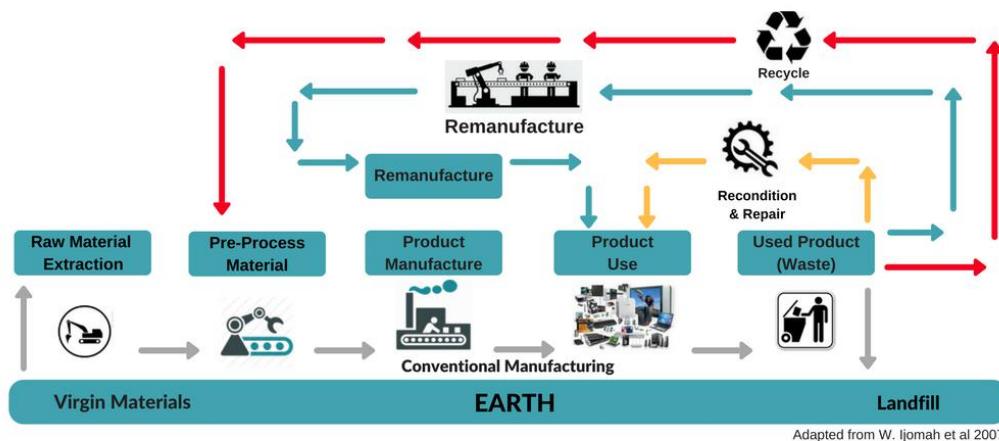 Recycle
Remanufacture
Remanufacture
Recondition
& Repair
Raw Material
Extraction
Pre-Process
Material
Product
Manufacture
Product
Use
Used Product
(Waste)
Conventional Manufacturing
Virgin Materials
EARTH
Landfill
Adapted from W. Ijomah et al 2007